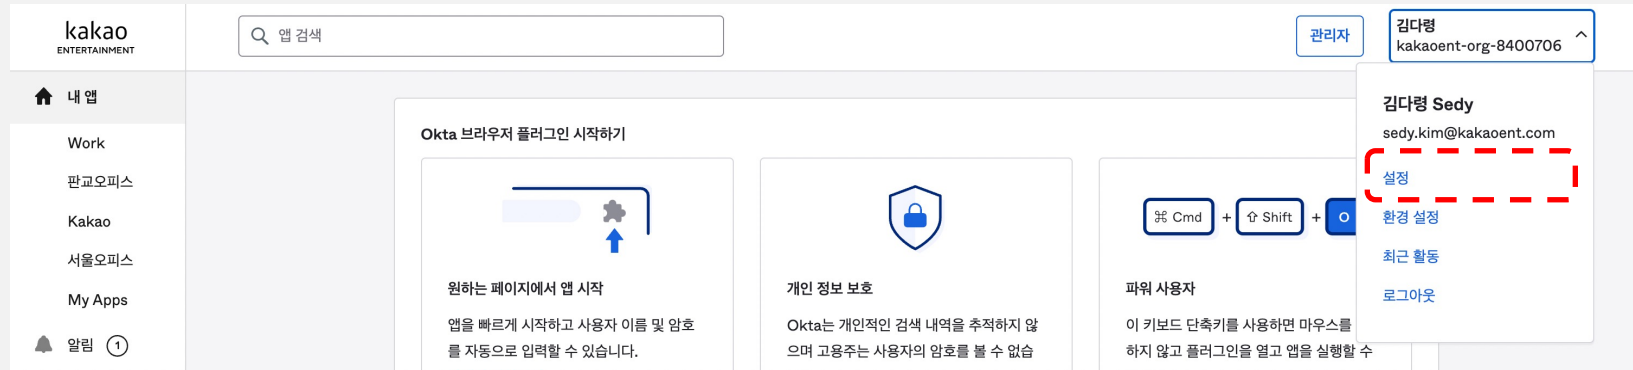 kakao
ENTERTAINMENT
앱 검색
관리자
김다령
kakaoent-org-8400706
내 앱
Work
판교오피스
Kakao
서울오피스
My Apps
알림 1
Okta 브라우저 플러그인 시작하기
원하는 페이지에서 앱 시작
앱을 빠르게 시작하고 사용자 이름 및 암호
를 자동으로 입력할 수 있습니다.
개인 정보 보호
Okta는 개인적인 검색 내역을 추적하지 않
으며 고용주는 사용자의 암호를 볼 수 없습
⌘ Cmd + ⇧ Shift + O
파워 사용자
이 키보드 단축키를 사용하면 마우스를
하지 않고 플러그인을 열고 앱을 실행할 수
김다령 Sedy
sedy.kim@kakaoent.com
설정
환경 설정
최근 활동
로그아웃